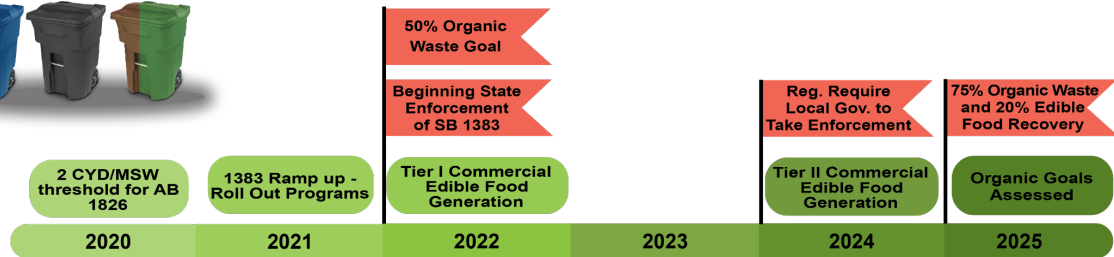 50% Organic
Waste Goal
Beginning State
Enforcement
of SB 1383
Reg. Require
Local Gov. to
Take Enforcement
75% Organic Waste
and 20% Edible
Food Recovery
2 CYD/MSW
threshold for AB
1826
1383 Ramp up -
Roll Out Programs
Tier I Commercial
Edible Food
Generation
Tier II Commercial
Edible Food
Generation
Organic Goals
Assessed
2020
2021
2022
2023
2024
2025